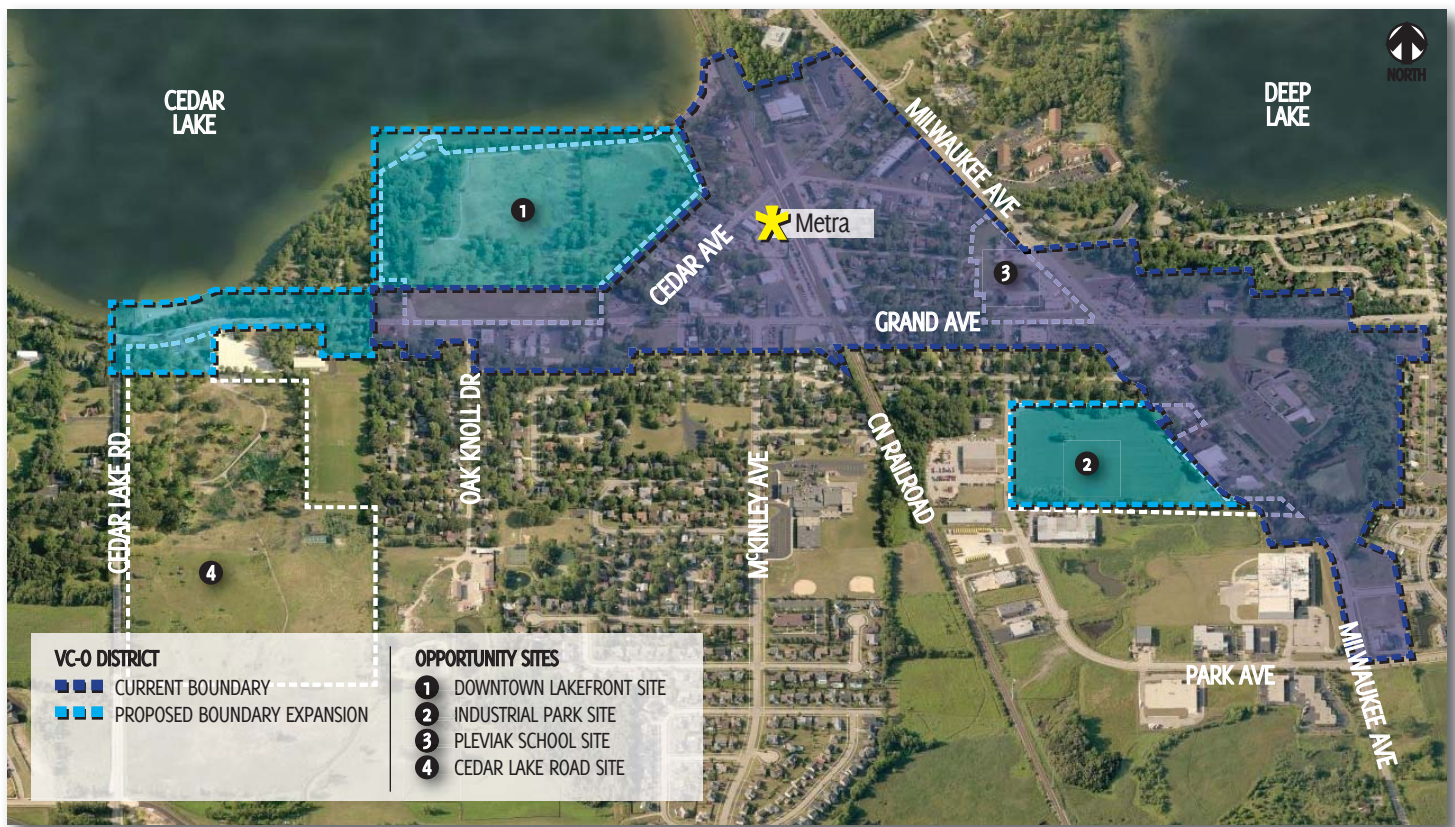 CEDAR
LAKE
NORTH
DEEP
LAKE
MILWAUKEE AVE
1
Metra
CEDAR AVE
3
GRAND AVE
OAK KNOLL DR
CEDAR LAKE RD
McKINLEY AVE
CN RAILROAD
2
4
PARK AVE
MILWAUKEE AVE
VC-O DISTRICT
CURRENT BOUNDARY
PROPOSED BOUNDARY EXPANSION
OPPORTUNITY SITES
1 DOWNTOWN LAKEFRONT SITE
2 INDUSTRIAL PARK SITE
3 PLEVIAK SCHOOL SITE
4 CEDAR LAKE ROAD SITE